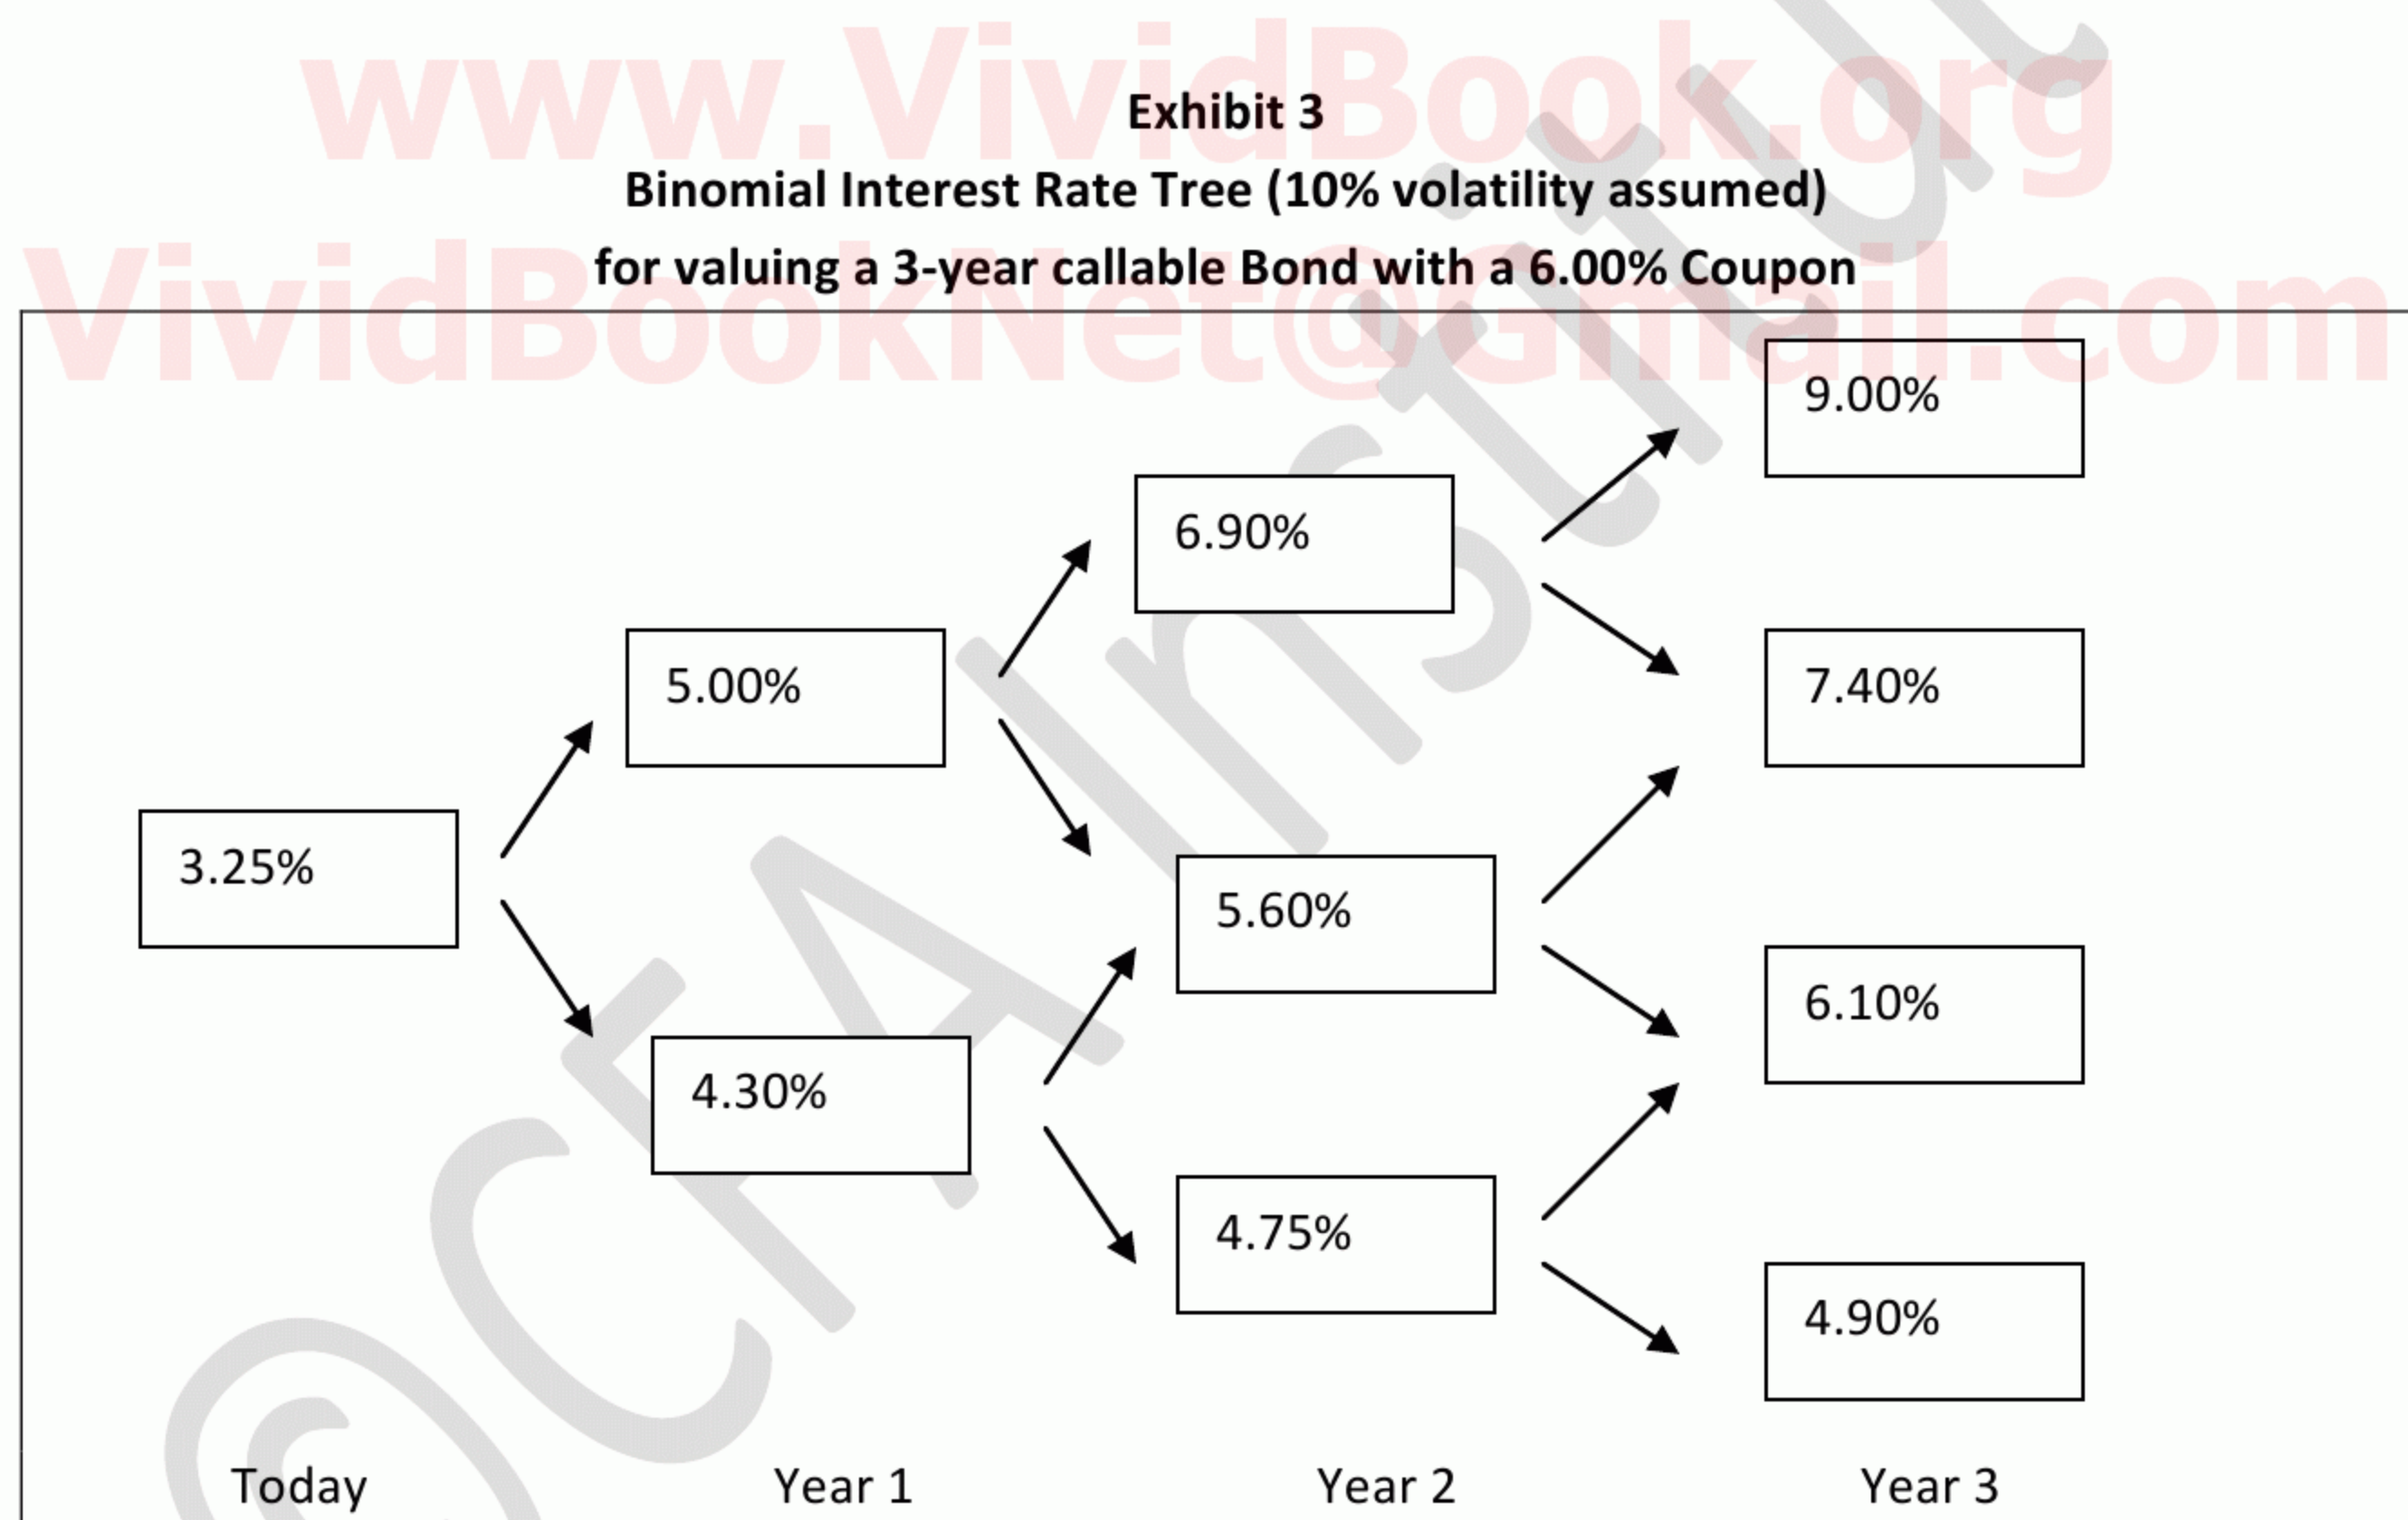 www.VividBook.org
Exhibit 3
Binomial Interest Rate Tree (10% volatility assumed)
for valuing a 3-year callable Bond with a 6.00% Coupon
VividBookNet@Gmail.com
9.00%
6.90%
5.00%
7.40%
3.25%
5.60%
6.10%
4.30%
4.75%
4.90%
Today Year 1 Year 2 Year 3
©CFA Institut